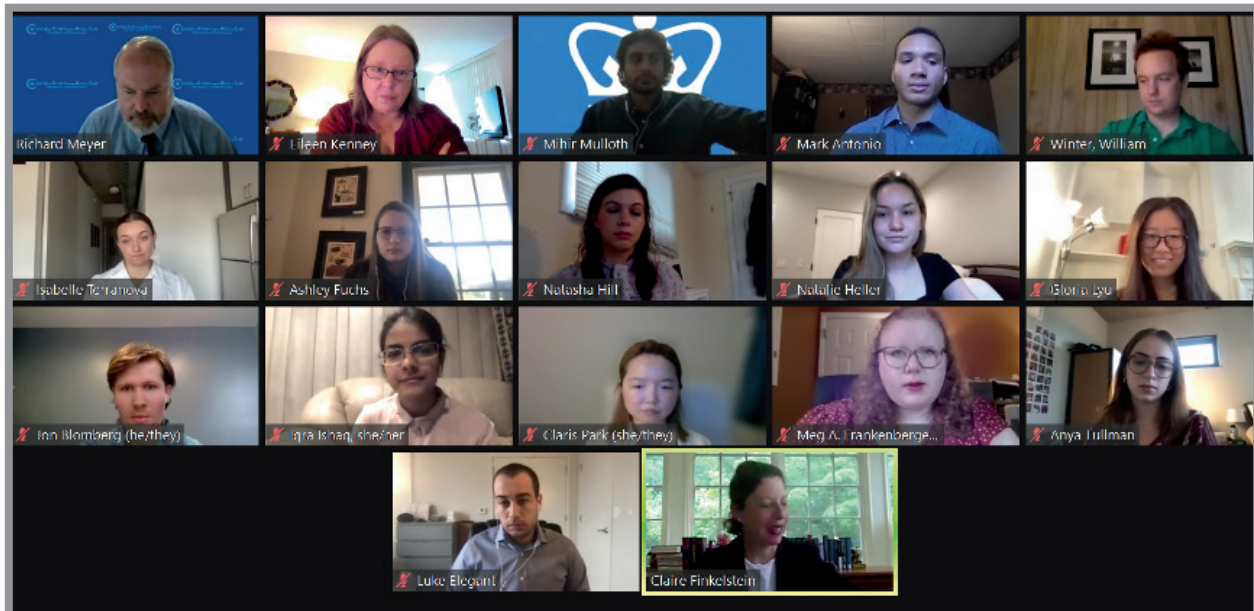 Richard Meyer
Eileen Kenney
Mihir Mulloth
Mark Antonio
Winter, William
Isabelle Terranova
Ashley Fuchs
Natasha Hill
Natalie Heller
Gloria Lyu
Jon Blomberg (he/they)
Iqra Ishaq, she/her
Claris Park (she/they)
Meg A. Frankenberge...
Anya Tullman
Luke Elegant
Claire Finkelstein